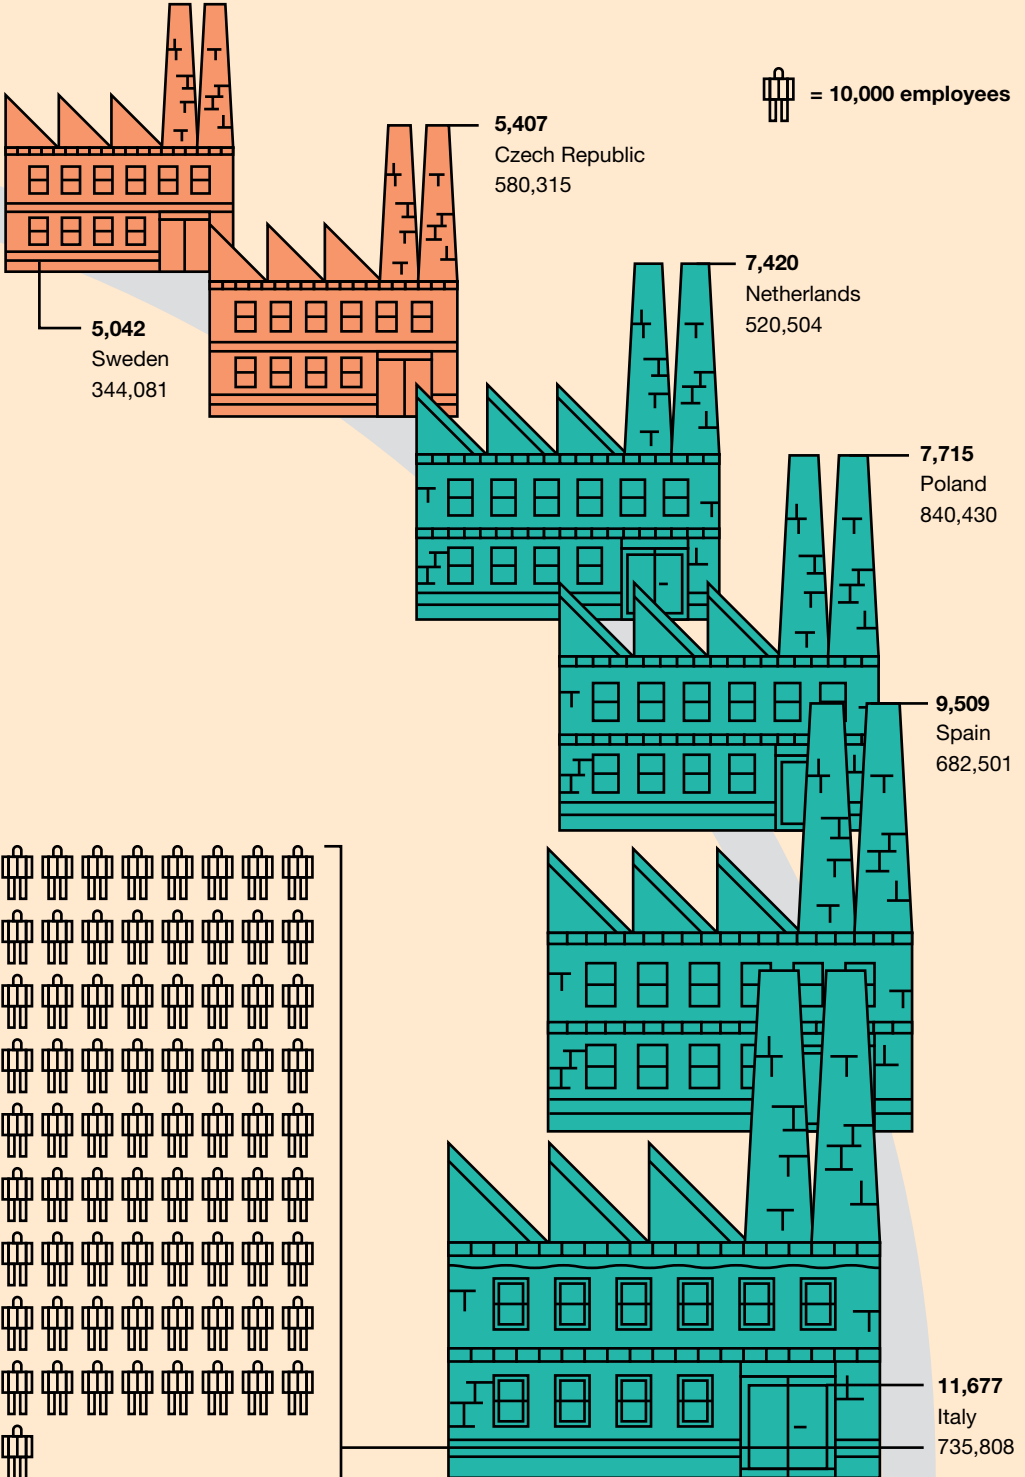 = 10,000 employees
5,407
Czech Republic
580,315
7,420
Netherlands
520,504
5,042
Sweden
344,081
7,715
Poland
840,430
9,509
Spain
682,501
11,677
Italy
735,808